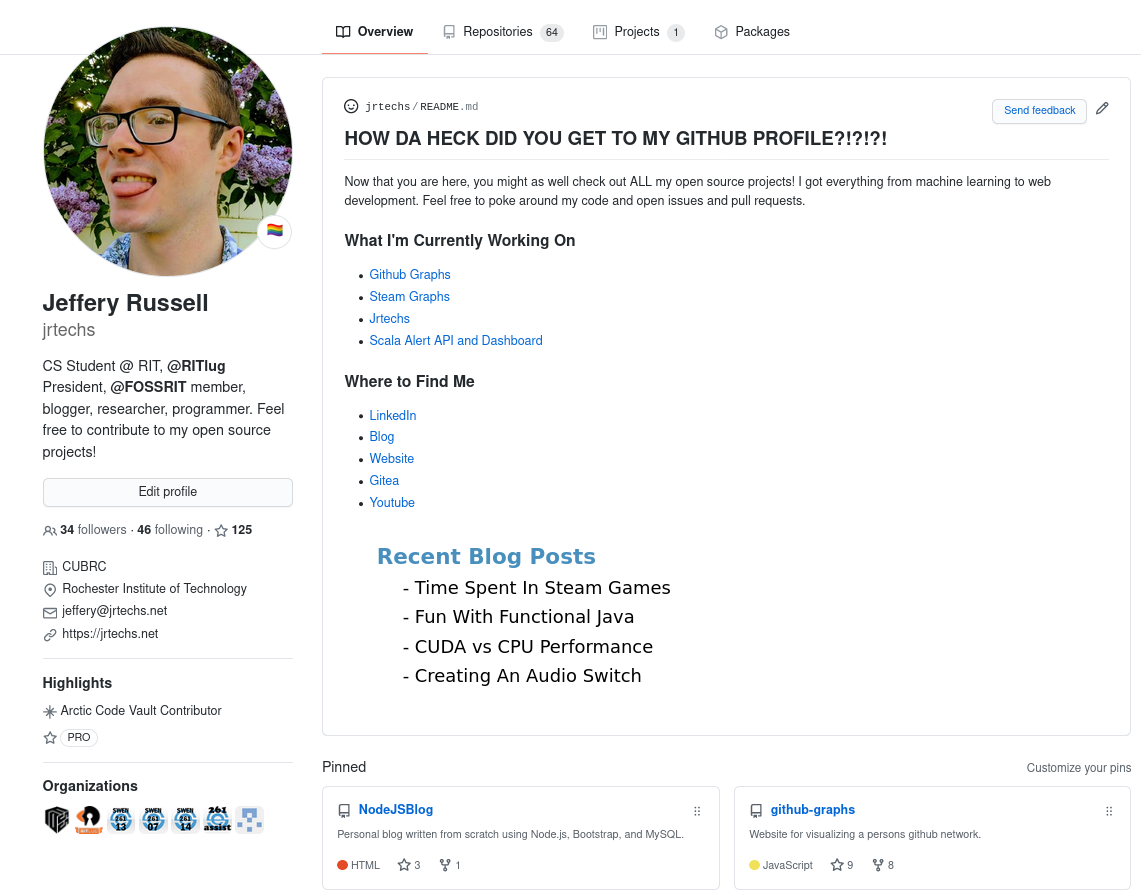 Overview Repositories 64 Projects 1 Packages
Jeffery Russell
jrtechs
CS Student @ RIT, @RITlug
President, @FOSSRIT member,
blogger, researcher, programmer. Feel
free to contribute to my open source
projects!
Edit profile
34 followers · 46 following · 125
CUBRC
Rochester Institute of Technology
jeffery@jrtechs.net
https://jrtechs.net
Highlights
Arctic Code Vault Contributor
PRO
Organizations
SWEN 261 13
SWEN 261 07
SWEN 261 14
261 assist
jrtechs/README.md
Send feedback
HOW DA HECK DID YOU GET TO MY GITHUB PROFILE?!?!?!
Now that you are here, you might as well check out ALL my open source projects! I got everything from machine learning to web
development. Feel free to poke around my code and open issues and pull requests.
What I'm Currently Working On
Github Graphs
Steam Graphs
Jrtechs
Scala Alert API and Dashboard
Where to Find Me
LinkedIn
Blog
Website
Gitea
Youtube
Recent Blog Posts
- Time Spent In Steam Games
- Fun With Functional Java
- CUDA vs CPU Performance
- Creating An Audio Switch
Pinned
Customize your pins
NodeJSBlog
Personal blog written from scratch using Node.js, Bootstrap, and MySQL.
HTML 3 1
github-graphs
Website for visualizing a persons github network.
JavaScript 9 8